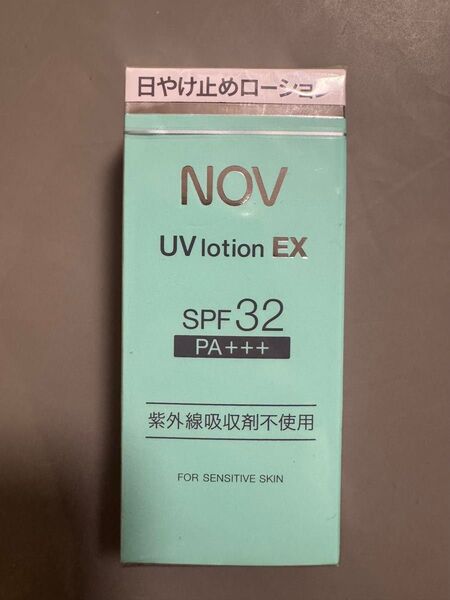 日やけ止めローション
NOV
UV lotion EX
SPF 32
PA+++
紫外線吸収剤不使用
FOR SENSITIVE SKIN